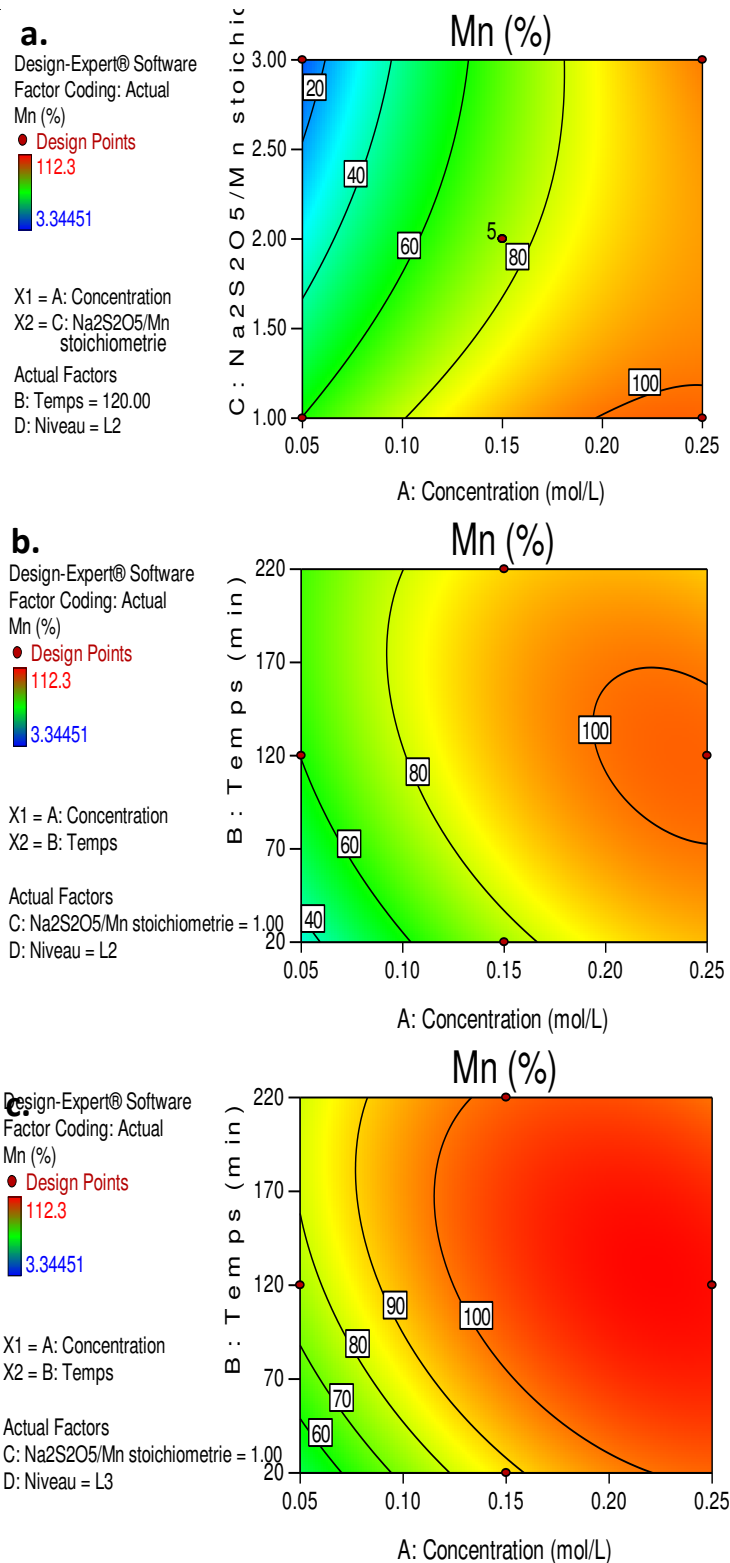 a.
Mn (%)
Design-Expert® Software
Factor Coding: Actual
Mn (%)
Design Points
112.3
3.34451
X1 = A: Concentration
X2 = C: Na2S2O5/Mn
stoichiometrie
Actual Factors
B: Temps = 120.00
D: Niveau = L2
C: Na2S2O5/Mn stoichi
3.00
2.50
2.00
1.50
1.00
20
40
60
5
80
100
0.05 0.10 0.15 0.20 0.25
A: Concentration (mol/L)
b.
Mn (%)
Design-Expert® Software
Factor Coding: Actual
Mn (%)
Design Points
112.3
3.34451
X1 = A: Concentration
X2 = B: Temps
Actual Factors
C: Na2S2O5/Mn stoichiometrie = 1.00
D: Niveau = L2
B: Temps (min)
220
170
120
70
20
100
80
60
40
0.05 0.10 0.15 0.20 0.25
A: Concentration (mol/L)
c.
Mn (%)
Design-Expert® Software
Factor Coding: Actual
Mn (%)
Design Points
112.3
3.34451
X1 = A: Concentration
X2 = B: Temps
Actual Factors
C: Na2S2O5/Mn stoichiometrie = 1.00
D: Niveau = L3
B: Temps (min)
220
170
120
70
20
90
100
80
70
60
0.05 0.10 0.15 0.20 0.25
A: Concentration (mol/L)